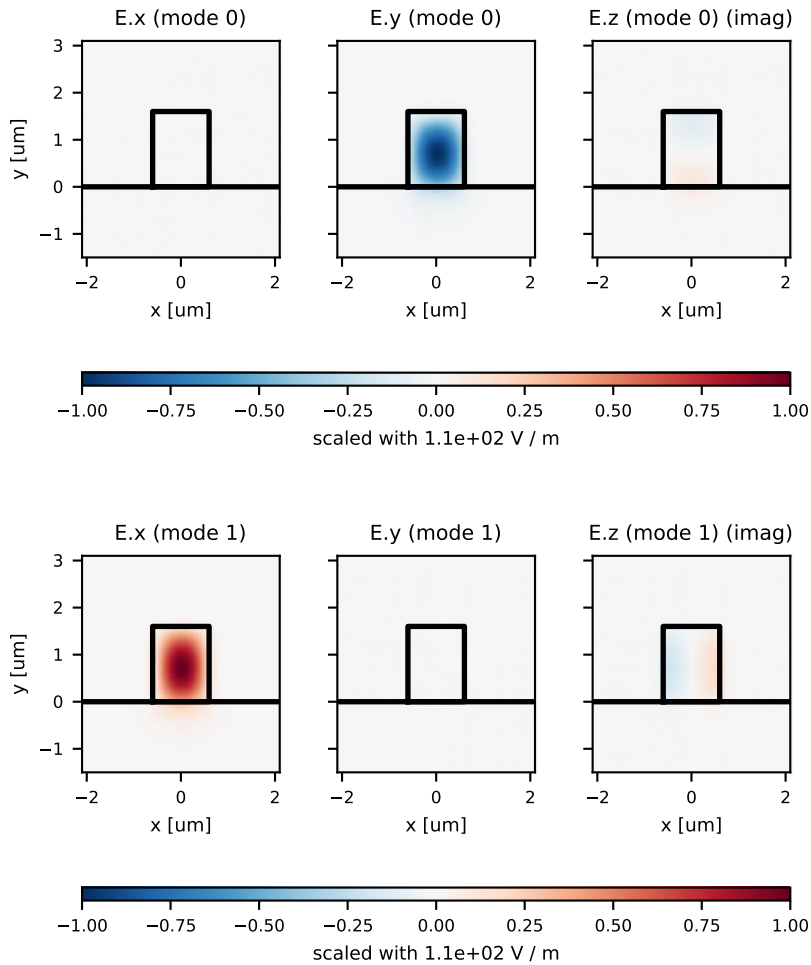 E.x (mode 0) E.y (mode 0) E.z (mode 0) (imag)
3
2
1
0
−1
y [um]
−2 0 2 −2 0 2 −2 0 2
x [um] x [um] x [um]
−1.00 −0.75 −0.50 −0.25 0.00 0.25 0.50 0.75 1.00
scaled with 1.1e+02 V / m
E.x (mode 1) E.y (mode 1) E.z (mode 1) (imag)
3
2
1
0
−1
y [um]
−2 0 2 −2 0 2 −2 0 2
x [um] x [um] x [um]
−1.00 −0.75 −0.50 −0.25 0.00 0.25 0.50 0.75 1.00
scaled with 1.1e+02 V / m